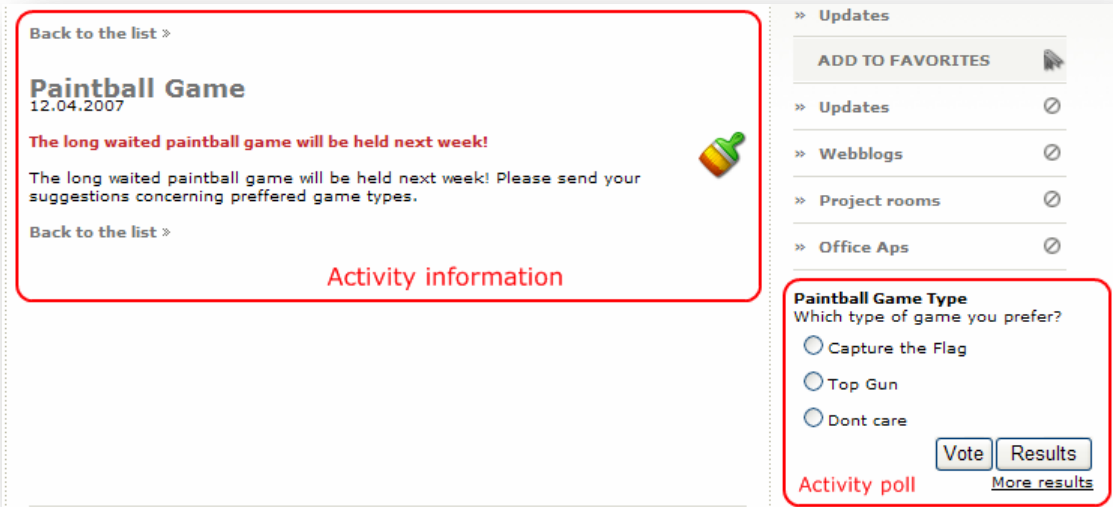 Back to the list »
Paintball Game
12.04.2007
The long waited paintball game will be held next week!
The long waited paintball game will be held next week! Please send your
suggestions concerning preffered game types.
Back to the list »
Activity information
» Updates
ADD TO FAVORITES
» Updates
» Webblogs
» Project rooms
» Office Aps
Paintball Game Type
Which type of game you prefer?
Capture the Flag
Top Gun
Dont care
Vote Results
Activity poll More results